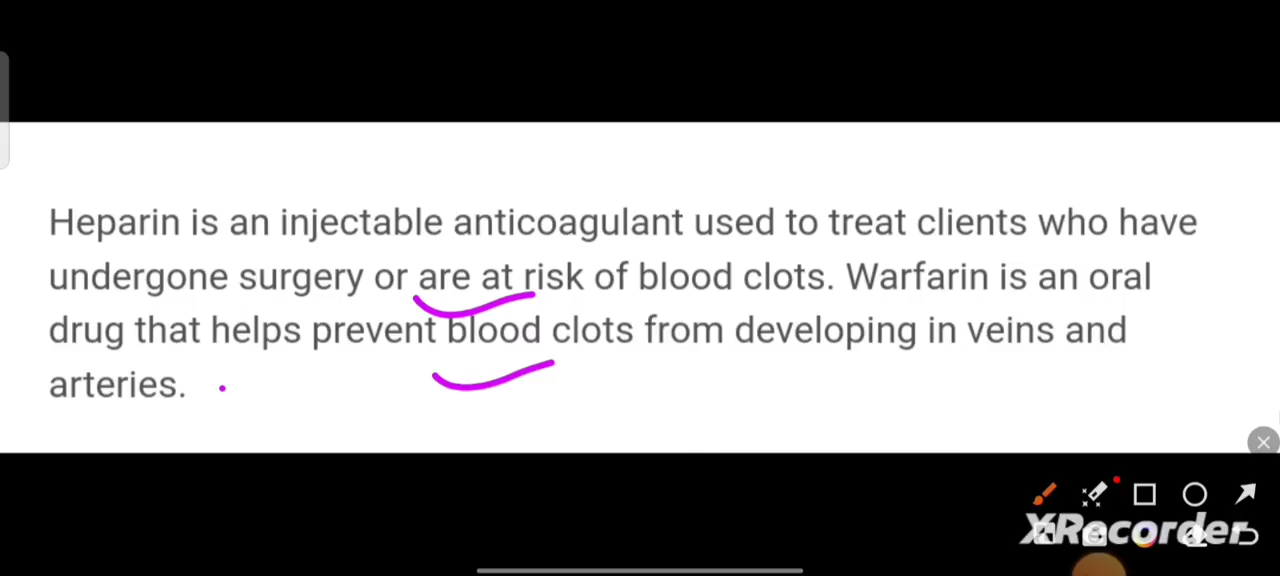 Heparin is an injectable anticoagulant used to treat clients who have
undergone surgery or are at risk of blood clots. Warfarin is an oral
drug that helps prevent blood clots from developing in veins and
arteries.
XRecorder